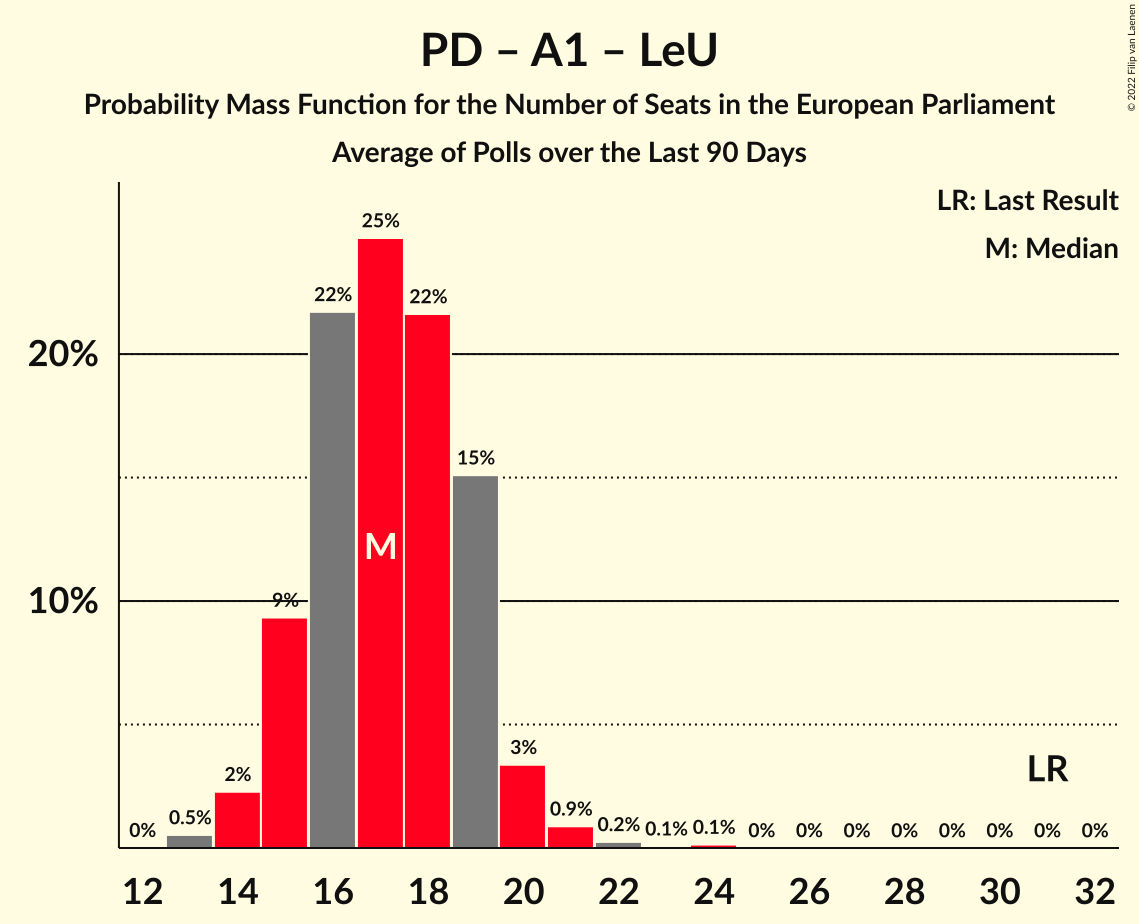 PD – A1 – LeU
Probability Mass Function for the Number of Seats in the European Parliament
Average of Polls over the Last 90 Days
© 2022 Filip van Laenen
LR: Last Result
M: Median
20%
10%
0%
0.5%
2%
9%
22%
25%
22%
15%
3%
0.9%
0.2%
0.1%
0.1%
0%
0%
0%
0%
0%
0%
0%
0%
M
LR
12 14 16 18 20 22 24 26 28 30 32